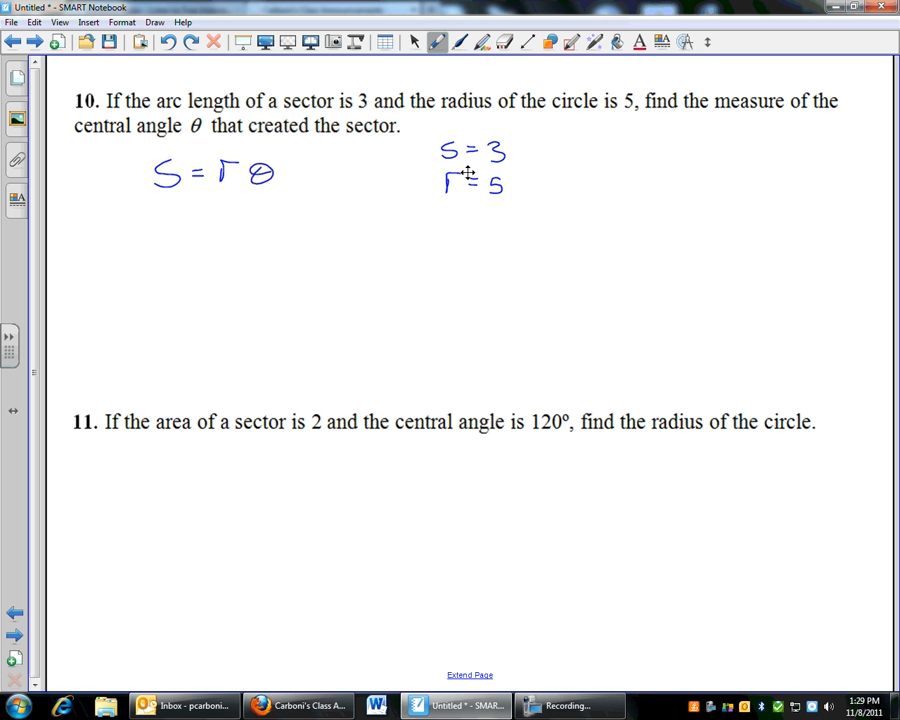 Untitled * - SMART Notebook
File Edit View Insert Format Draw Help
10. If the arc length of a sector is 3 and the radius of the circle is 5, find the measure of the
central angle θ that created the sector.
S = r θ
s = 3
r = 5
11. If the area of a sector is 2 and the central angle is 120º, find the radius of the circle.
Extend Page
Inbox - pcarboni...
Carboni's Class A...
Untitled * - SMAR...
Recording...
1:29 PM
11/8/2011